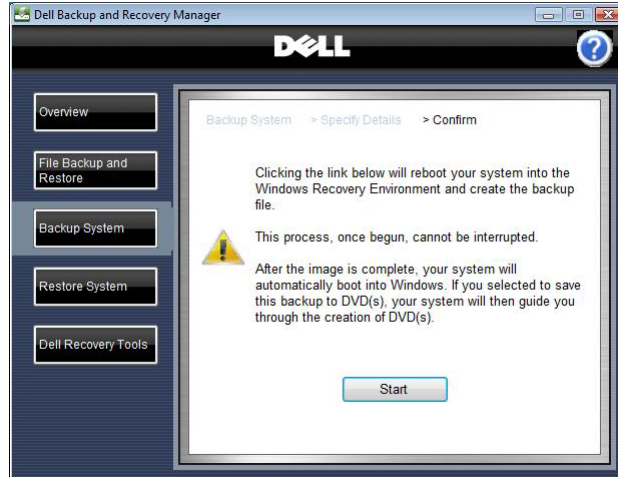 Dell Backup and Recovery Manager
DELL
?
Overview
File Backup and
Restore
Backup System
Restore System
Dell Recovery Tools
Backup System > Specify Details > Confirm
Clicking the link below will reboot your system into the
Windows Recovery Environment and create the backup
file.
This process, once begun, cannot be interrupted.
After the image is complete, your system will
automatically boot into Windows. If you selected to save
this backup to DVD(s), your system will then guide you
through the creation of DVD(s).
Start